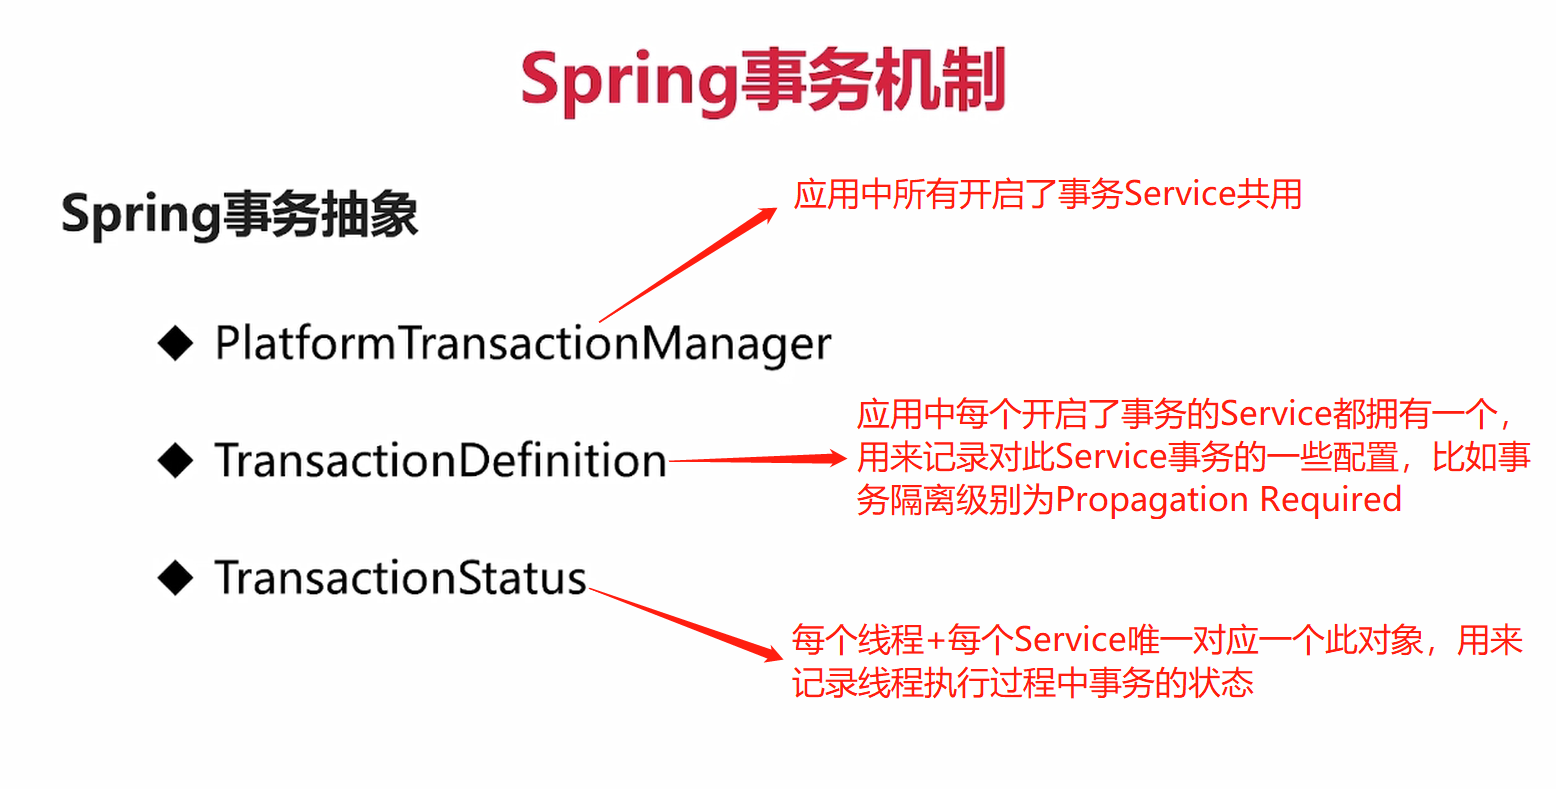 Spring事务机制
Spring事务抽象
应用中所有开启了事务Service共用
◆ PlatformTransactionManager
应用中每个开启了事务的Service都拥有一个，
用来记录对此Service事务的一些配置，比如事
务隔离级别为Propagation Required
◆ TransactionDefinition
◆ TransactionStatus
每个线程+每个Service唯一对应一个此对象，用来
记录线程执行过程中事务的状态